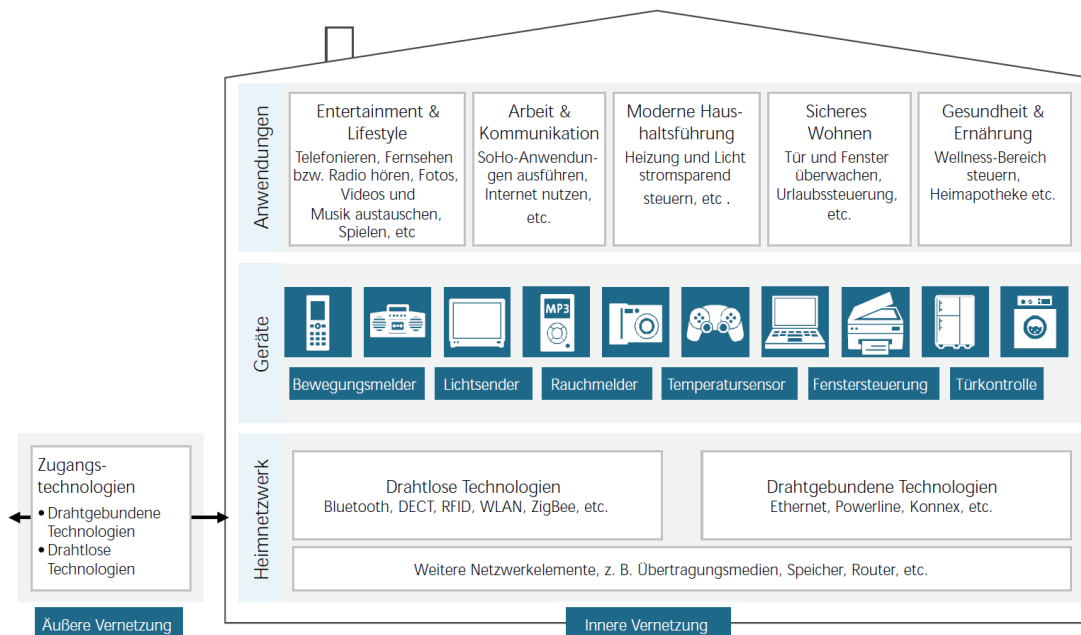 Anwendungen
Entertainment &
Lifestyle
Telefonieren, Fernsehen
bzw. Radio hören, Fotos,
Videos und
Musik austauschen,
Spielen, etc
Arbeit &
Kommunikation
SoHo-Anwendun-
gen ausführen,
Internet nutzen,
etc.
Moderne Haus-
haltsführung
Heizung und Licht
stromsparend
steuern, etc .
Sicheres
Wohnen
Tür und Fenster
überwachen,
Urlaubssteuerung,
etc.
Gesundheit &
Ernährung
Wellness-Bereich
steuern,
Heimapotheke etc.
Geräte
MP3
Bewegungsmelder
Lichtsender
Rauchmelder
Temperatursensor
Fenstersteuerung
Türkontrolle
Zugangs-
technologien
• Drahtgebundene
Technologien
• Drahtlose
Technologien
Äußere Vernetzung
Heimnetzwerk
Drahtlose Technologien
Bluetooth, DECT, RFID, WLAN, ZigBee, etc.
Drahtgebundene Technologien
Ethernet, Powerline, Konnex, etc.
Weitere Netzwerkelemente, z. B. Übertragungsmedien, Speicher, Router, etc.
Innere Vernetzung